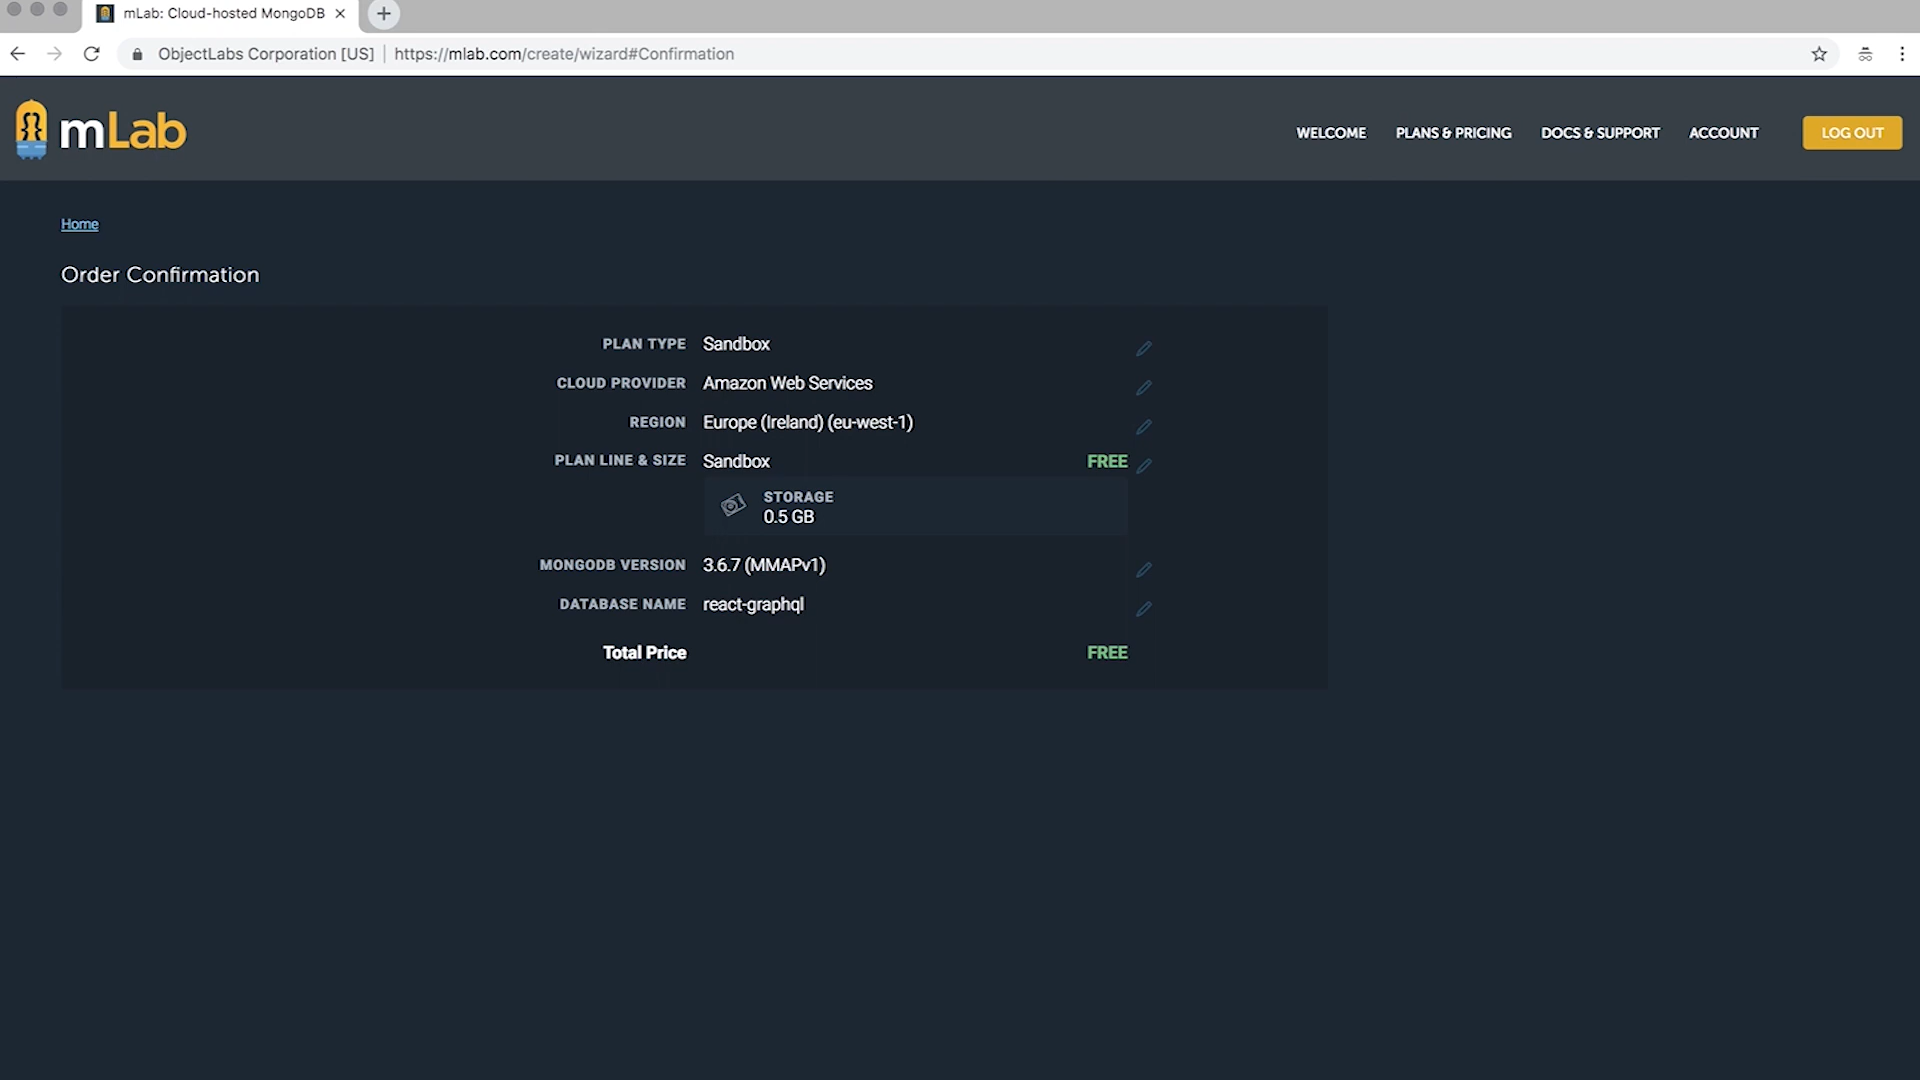 mLab: Cloud-hosted MongoDB
ObjectLabs Corporation [US] | https://mlab.com/create/wizard#Confirmation
mLab
WELCOME PLANS & PRICING DOCS & SUPPORT ACCOUNT LOG OUT
Home
Order Confirmation
PLAN TYPE Sandbox
CLOUD PROVIDER Amazon Web Services
REGION Europe (Ireland) (eu-west-1)
PLAN LINE & SIZE Sandbox FREE
STORAGE
0.5 GB
MONGODB VERSION 3.6.7 (MMAPv1)
DATABASE NAME react-graphql
Total Price FREE